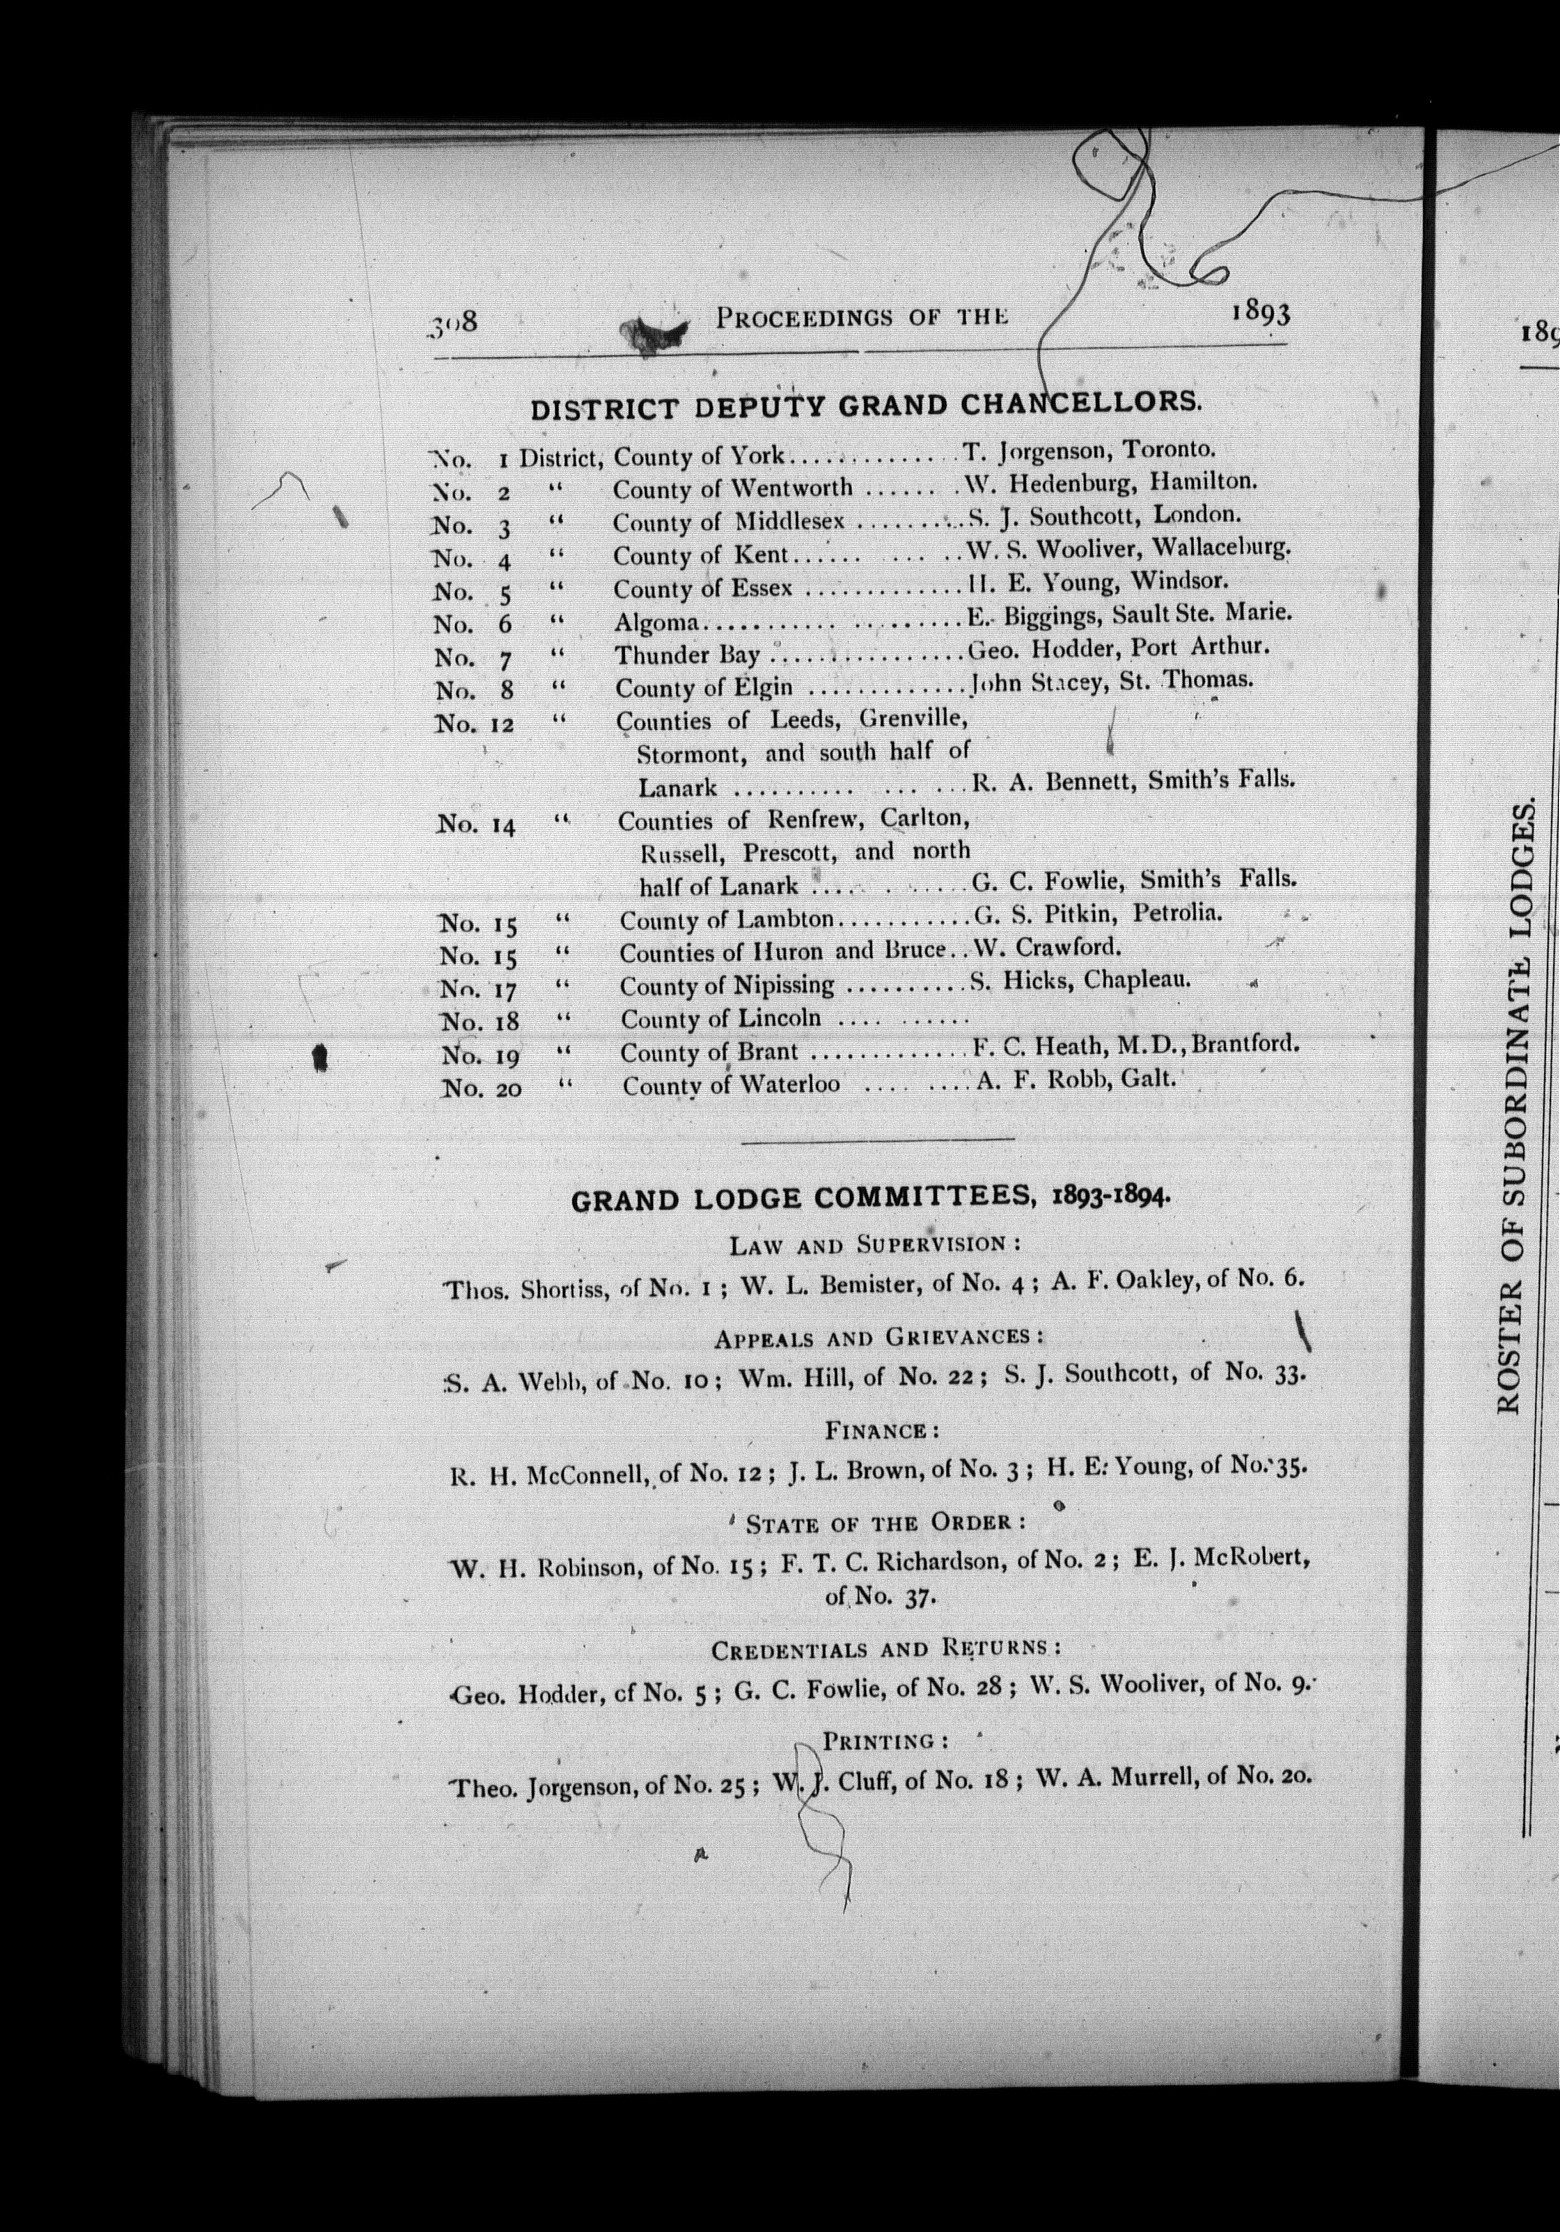 308 PROCEEDINGS OF THE 1893
DISTRICT DEPUTY GRAND CHANCELLORS.
No. 1 District, County of York.............T. Jorgenson, Toronto.
No. 2 “ County of Wentworth .......W. Hedenburg, Hamilton.
No. 3 “ County of Middlesex .........S. J. Southcott, London.
No. 4 “ County of Kent...... ... ..W. S. Wooliver, Wallaceburg.
No. 5 “ County of Essex .............H. E. Young, Windsor.
No. 6 “ Algoma........... .........E. Biggings, Sault Ste. Marie.
No. 7 “ Thunder Bay ................Geo. Hodder, Port Arthur.
No. 8 “ County of Elgin .............John Stacey, St. Thomas.
No. 12 “ Counties of Leeds, Grenville,
Stormont, and south half of
Lanark .......... ... ...R. A. Bennett, Smith's Falls.
No. 14 “ Counties of Renfrew, Carlton,
Russell, Prescott, and north
half of Lanark .... . .....G. C. Fowlie, Smith's Falls.
No. 15 “ County of Lambton...........G. S. Pitkin, Petrolia.
No. 15 “ Counties of Huron and Bruce..W. Crawford.
No. 17 “ County of Nipissing ..........S. Hicks, Chapleau.
No. 18 “ County of Lincoln .... ......
No. 19 “ County of Brant .............F. C. Heath, M.D., Brantford.
No. 20 “ County of Waterloo .... ....A. F. Robb, Galt.
GRAND LODGE COMMITTEES, 1893-1894.
LAW AND SUPERVISION:
Thos. Shortiss, of No. 1; W. L. Bemister, of No. 4; A. F. Oakley, of No. 6.
APPEALS AND GRIEVANCES:
S. A. Webb, of No. 10; Wm. Hill, of No. 22; S. J. Southcott, of No. 33.
FINANCE:
R. H. McConnell, of No. 12; J. L. Brown, of No. 3; H. E. Young, of No. 35.
STATE OF THE ORDER:
W. H. Robinson, of No. 15; F. T. C. Richardson, of No. 2; E. J. McRobert,
of No. 37.
CREDENTIALS AND RETURNS:
Geo. Hodder, of No. 5; G. C. Fowlie, of No. 28; W. S. Wooliver, of No. 9.
PRINTING:
Theo. Jorgenson, of No. 25; W. J. Cluff, of No. 18; W. A. Murrell, of No. 20.
189
ROSTER OF SUBORDINATE LODGES.